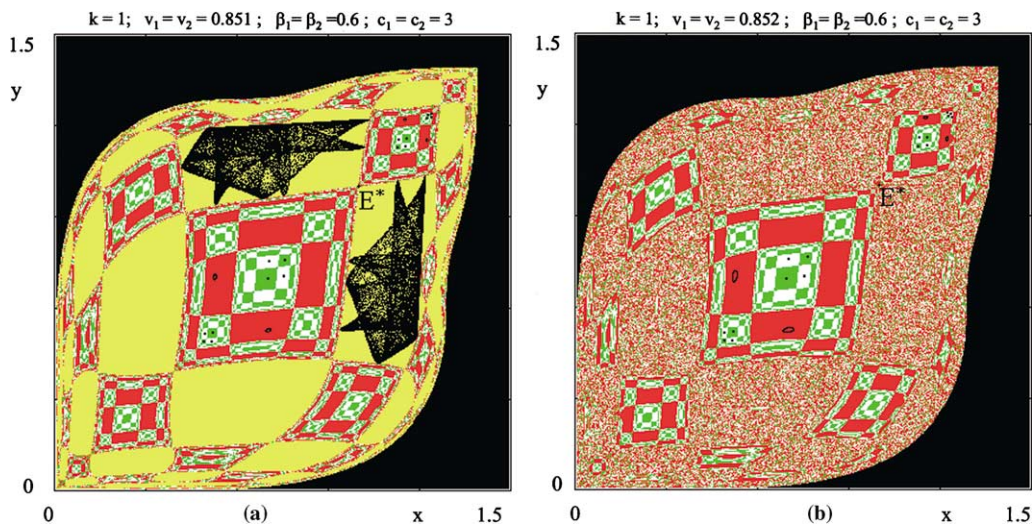 k = 1; v₁ = v₂ = 0.851 ; β₁= β₂ =0.6 ; c₁ = c₂ = 3
1.5
y
E*
0
0
(a)
x
1.5
k = 1; v₁ = v₂ = 0.852 ; β₁= β₂ =0.6 ; c₁ = c₂ = 3
1.5
y
E*
0
0
(b)
x
1.5